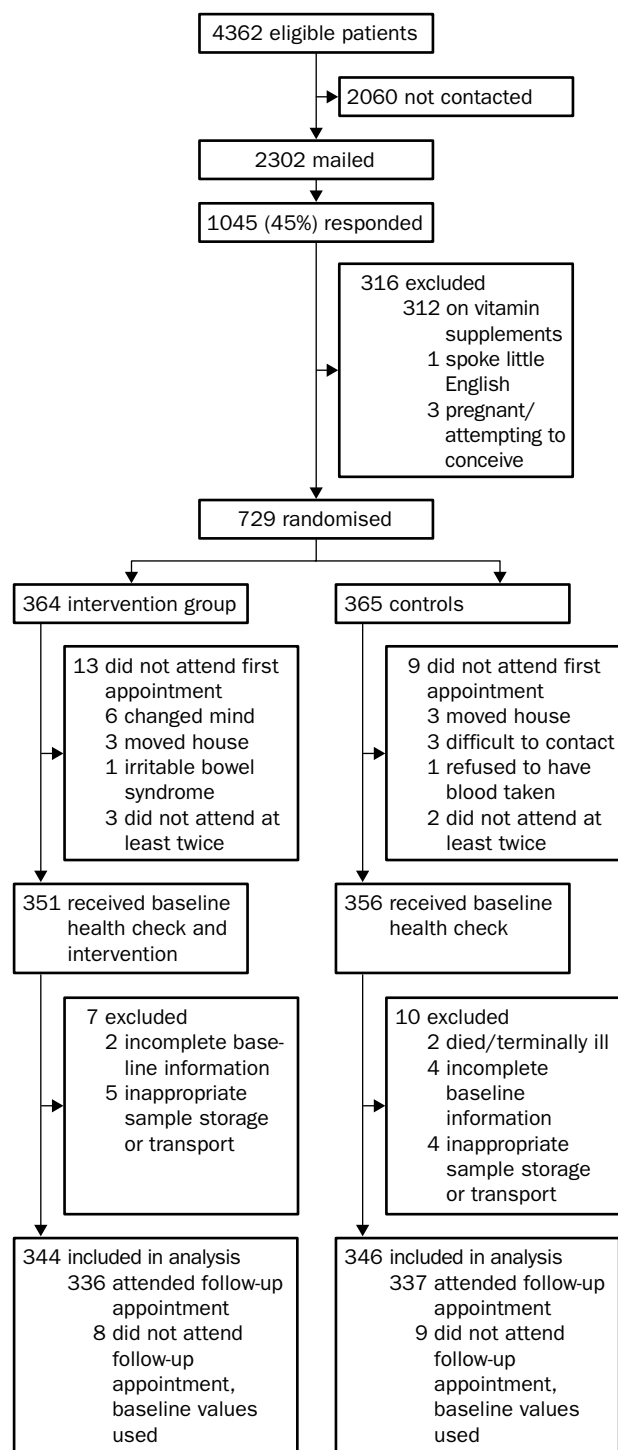 4362 eligible patients
2060 not contacted
2302 mailed
1045 (45%) responded
316 excluded
312 on vitamin
supplements
1 spoke little
English
3 pregnant/
attempting to
conceive
729 randomised
364 intervention group
13 did not attend first
appointment
6 changed mind
3 moved house
1 irritable bowel
syndrome
3 did not attend at
least twice
351 received baseline
health check and
intervention
7 excluded
2 incomplete base-
line information
5 inappropriate
sample storage
or transport
344 included in analysis
336 attended follow-up
appointment
8 did not attend
follow-up
appointment,
baseline values
used
365 controls
9 did not attend first
appointment
3 moved house
3 difficult to contact
1 refused to have
blood taken
2 did not attend at
least twice
356 received baseline
health check
10 excluded
2 died/terminally ill
4 incomplete
baseline
information
4 inappropriate
sample storage
or transport
346 included in analysis
337 attended follow-up
appointment
9 did not attend
follow-up
appointment,
baseline values
used